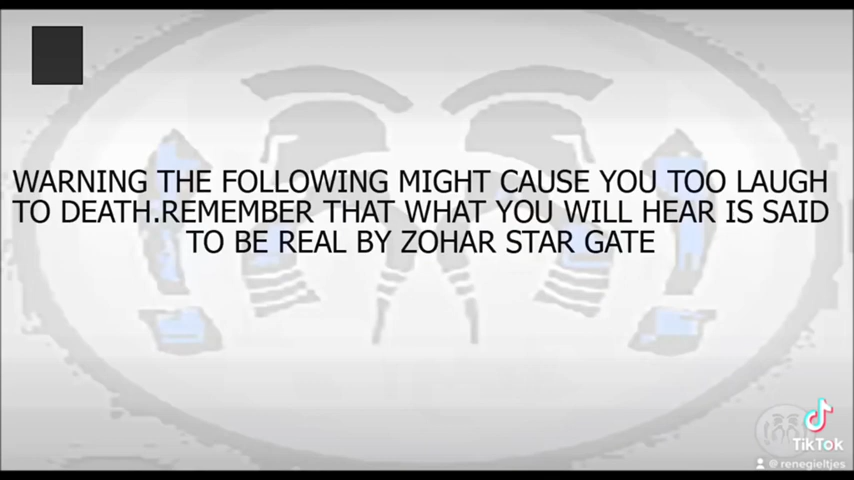 WARNING THE FOLLOWING MIGHT CAUSE YOU TOO LAUGH
TO DEATH.REMEMBER THAT WHAT YOU WILL HEAR IS SAID
TO BE REAL BY ZOHAR STAR GATE
TikTok
@renegieltjes